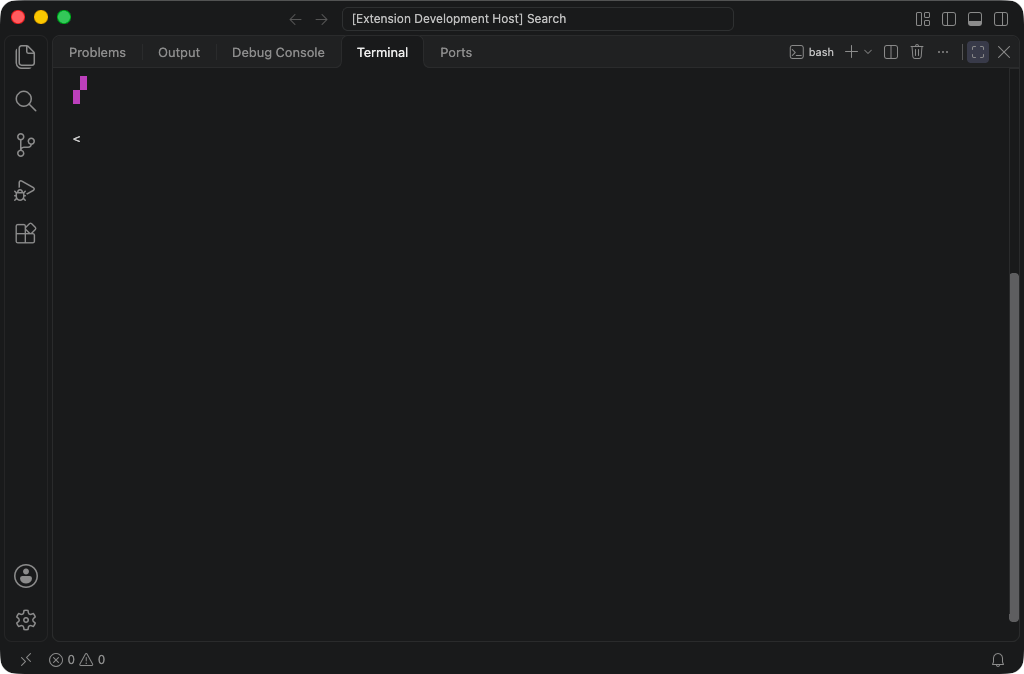 [Extension Development Host] Search
Problems Output Debug Console Terminal Ports bash
<
0 0